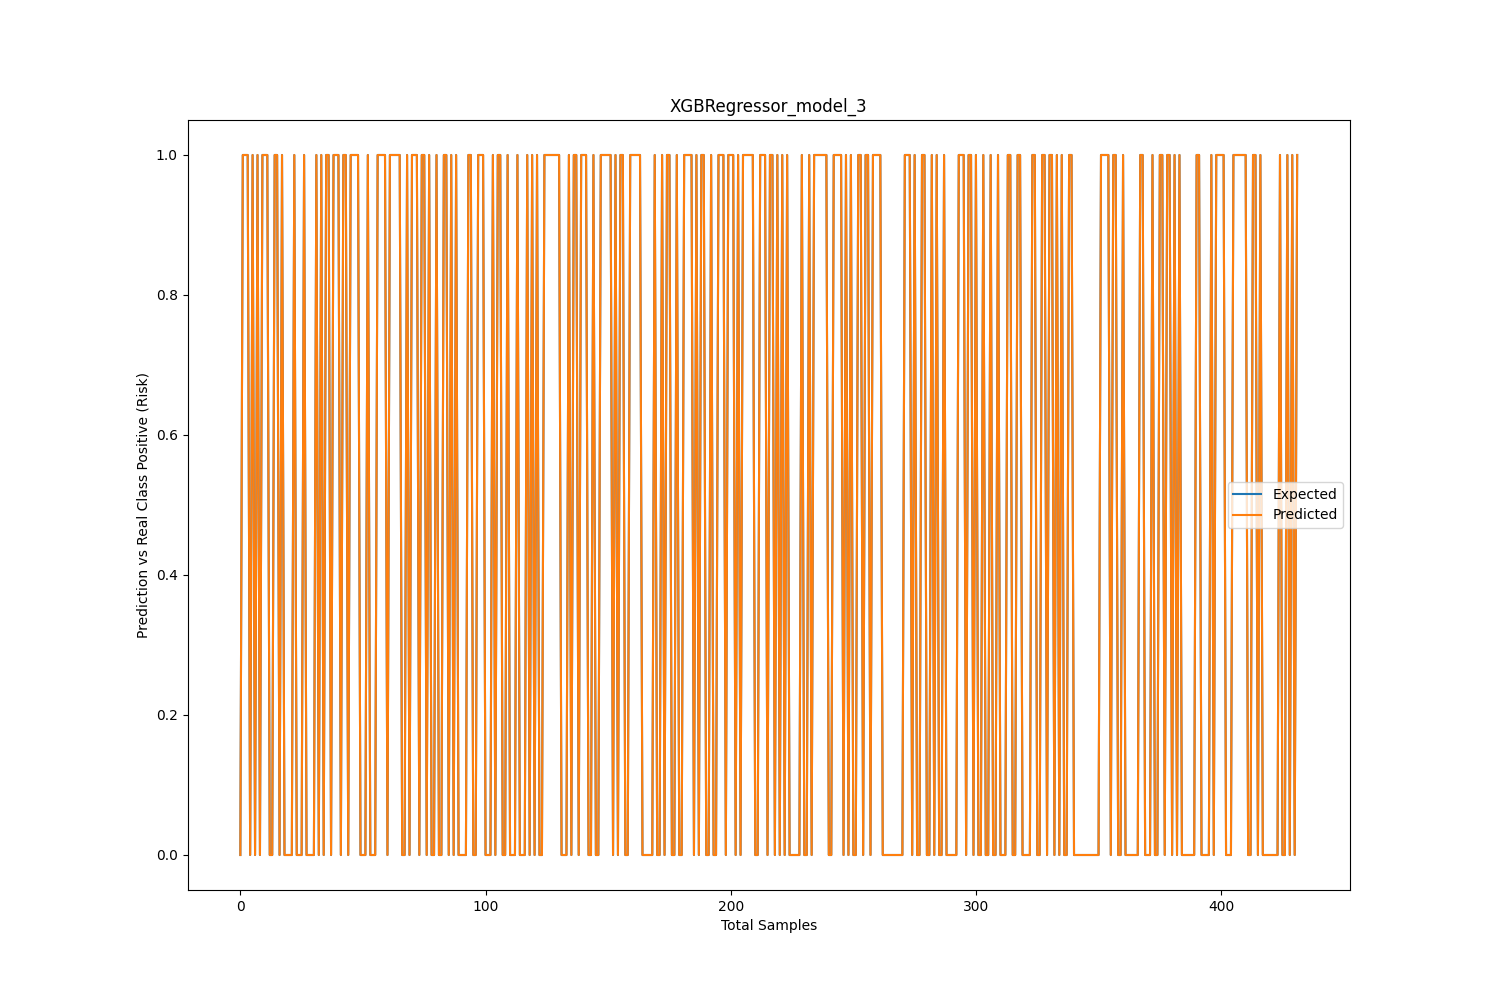 XGBRegressor_model_3
1.0
0.8
0.6
0.4
0.2
0.0
Prediction vs Real Class Positive (Risk)
Expected
Predicted
0
100
200
300
400
Total Samples